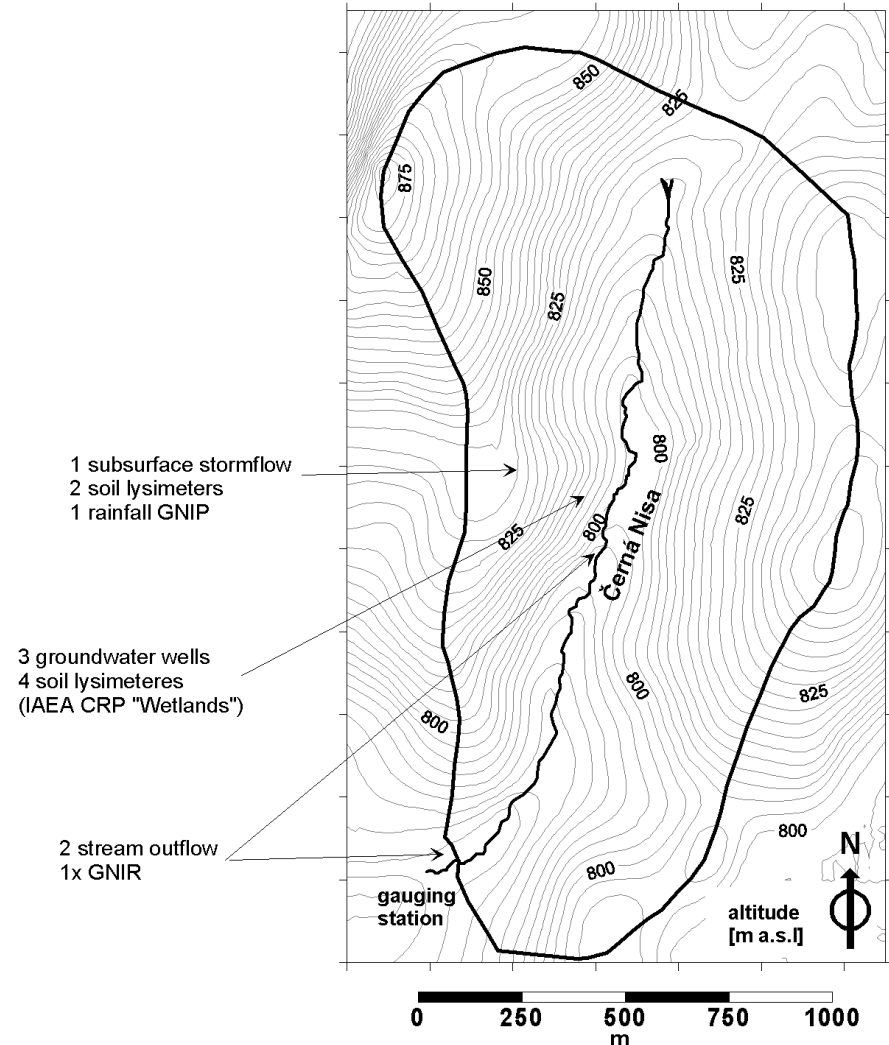 850
825
875
850
825
825
800
1 subsurface stormflow
2 soil lysimeters
1 rainfall GNIP
825
800
825
Černá Nisa
3 groundwater wells
4 soil lysimeteres
(IAEA CRP "Wetlands")
800
825
800
2 stream outflow
1x GNIR
800
800
N
gauging
station
altitude
[m a.s.l]
0 250 500 750 1000
m